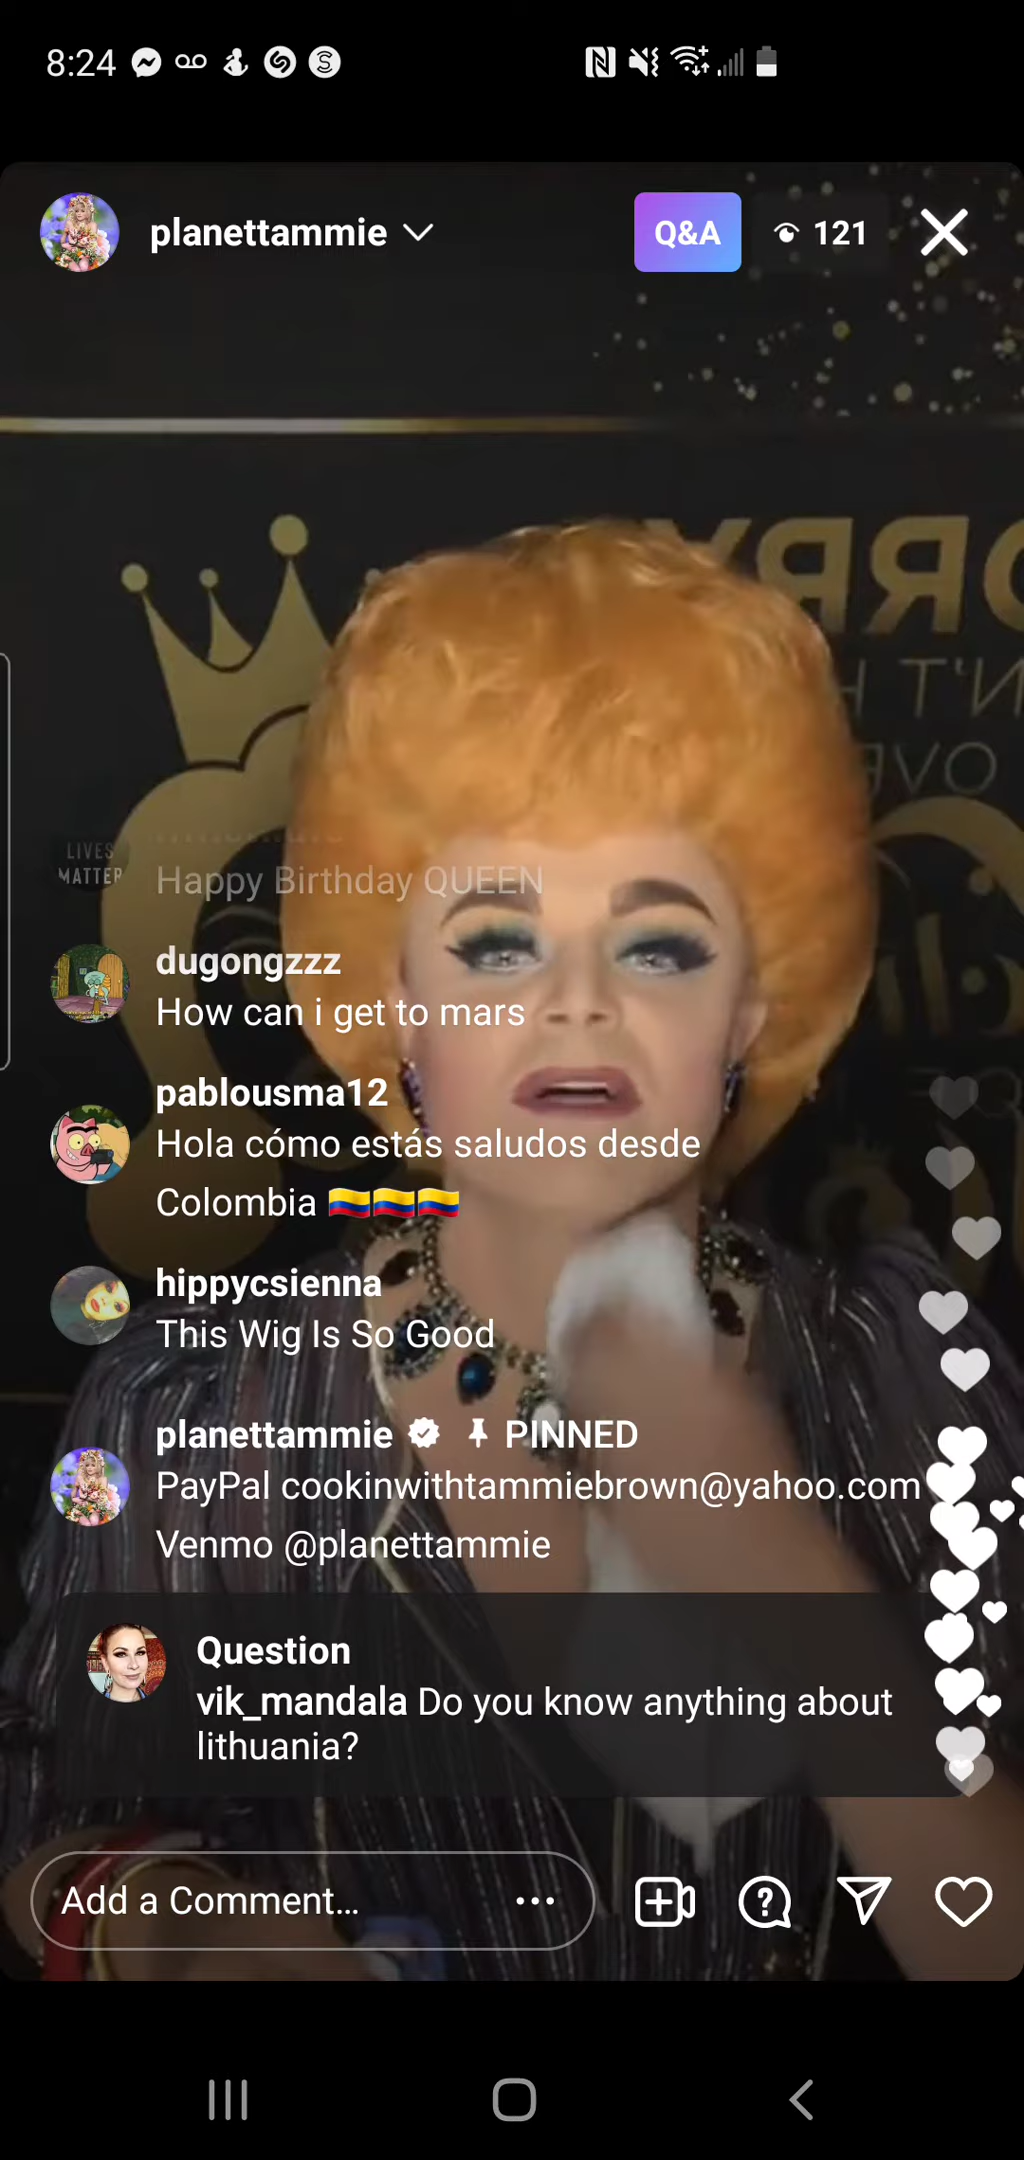 8:24
planettammie
Q&A
121
ORRY
N'T H
OVE
LIVES
MATTER
Happy Birthday QUEEN
dugongzzz
How can i get to mars
pablousma12
Hola cómo estás saludos desde
Colombia 🇨🇴🇨🇴🇨🇴
hippycsienna
This Wig Is So Good
planettammie PINNED
PayPal cookinwithtammiebrown@yahoo.com
Venmo @planettammie
Question
vik_mandala Do you know anything about
lithuania?
Add a Comment...